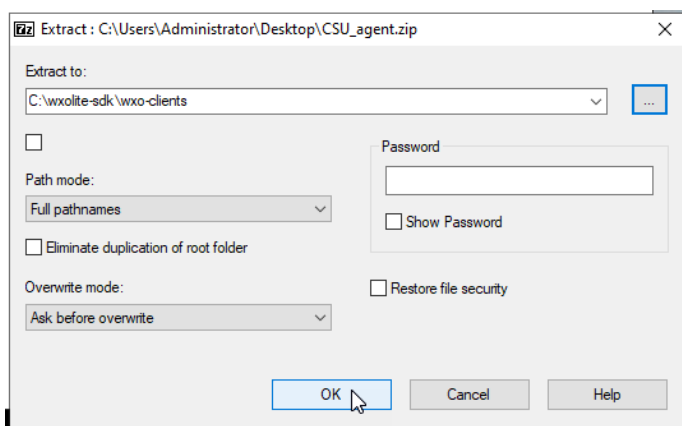 7z Extract : C:\Users\Administrator\Desktop\CSU_agent.zip
Extract to:
C:\wxolite-sdk\wxo-clients
...
Password
Path mode:
Full pathnames
Show Password
Eliminate duplication of root folder
Overwrite mode:
Restore file security
Ask before overwrite
OK
Cancel
Help